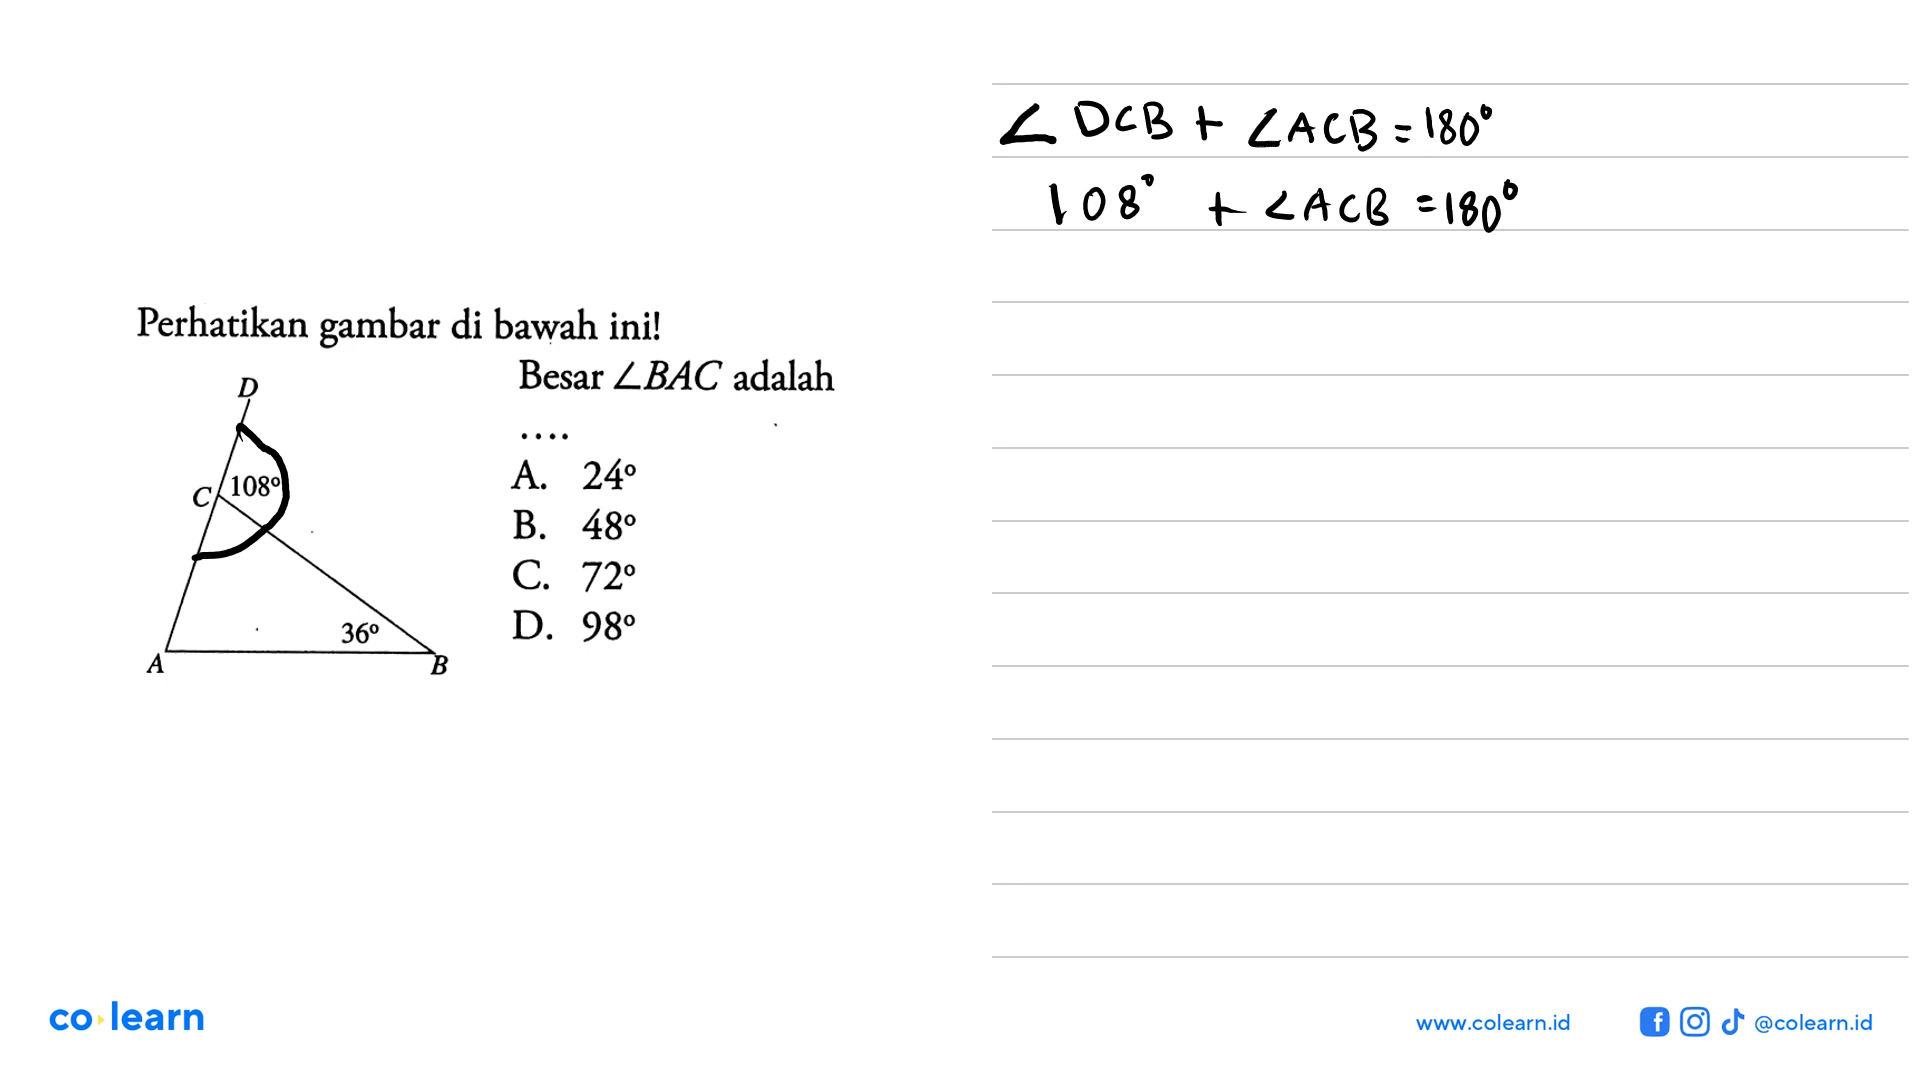 Perhatikan gambar di bawah ini!
Besar ∠BAC adalah
....
A. 24°
B. 48°
C. 72°
D. 98°
D
C
108°
36°
A
B
∠DCB + ∠ACB = 180°
108° + ∠ACB = 180°
co learn
www.colearn.id
@colearn.id